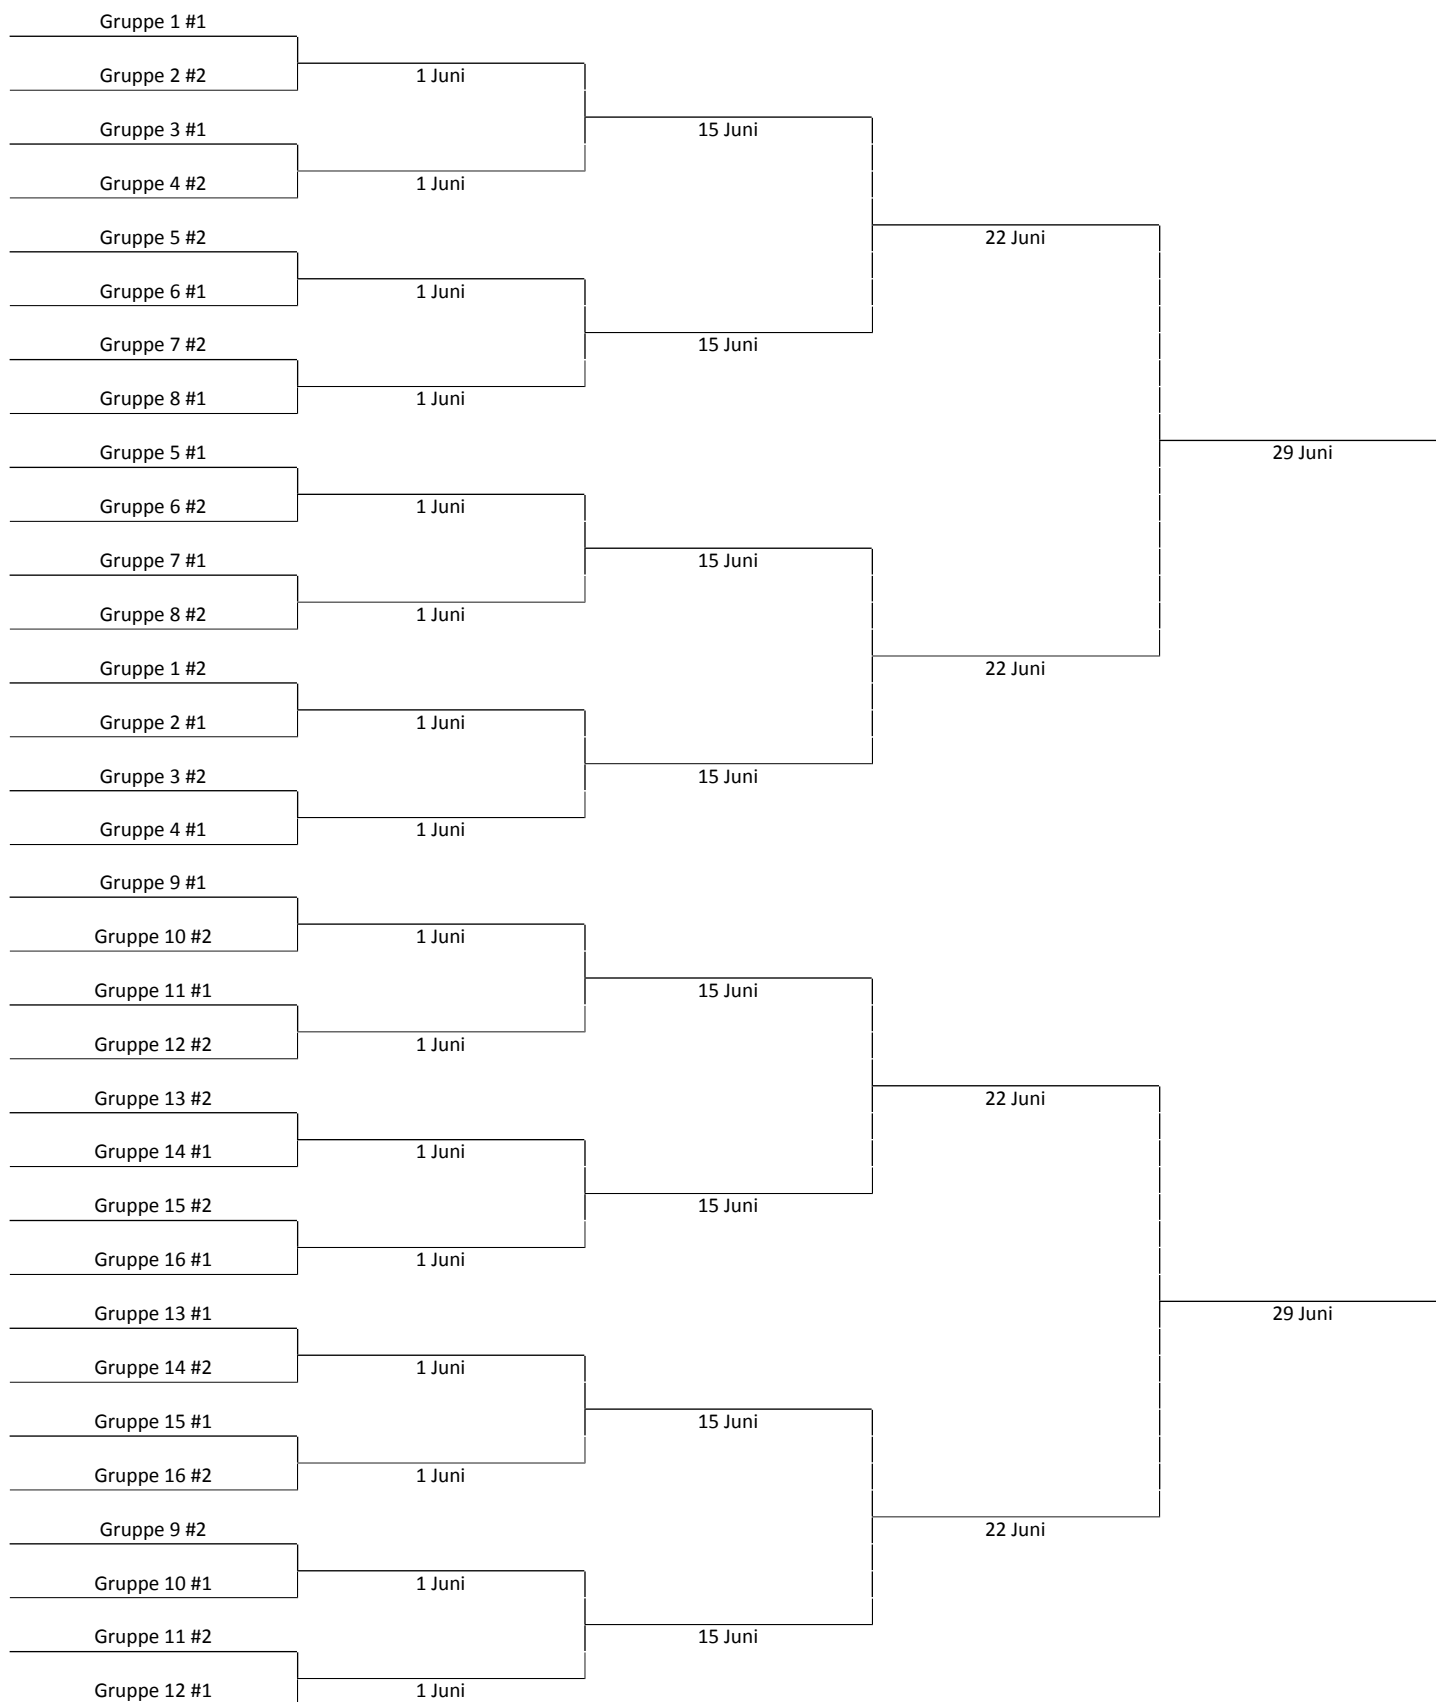 Gruppe 1 #1
Gruppe 2 #2
1 Juni
Gruppe 3 #1
15 Juni
Gruppe 4 #2
1 Juni
Gruppe 5 #2
22 Juni
Gruppe 6 #1
1 Juni
Gruppe 7 #2
15 Juni
Gruppe 8 #1
1 Juni
Gruppe 5 #1
29 Juni
Gruppe 6 #2
1 Juni
Gruppe 7 #1
15 Juni
Gruppe 8 #2
1 Juni
Gruppe 1 #2
22 Juni
Gruppe 2 #1
1 Juni
Gruppe 3 #2
15 Juni
Gruppe 4 #1
1 Juni
Gruppe 9 #1
Gruppe 10 #2
1 Juni
Gruppe 11 #1
15 Juni
Gruppe 12 #2
1 Juni
Gruppe 13 #2
22 Juni
Gruppe 14 #1
1 Juni
Gruppe 15 #2
15 Juni
Gruppe 16 #1
1 Juni
Gruppe 13 #1
29 Juni
Gruppe 14 #2
1 Juni
Gruppe 15 #1
15 Juni
Gruppe 16 #2
1 Juni
Gruppe 9 #2
22 Juni
Gruppe 10 #1
1 Juni
Gruppe 11 #2
15 Juni
Gruppe 12 #1
1 Juni